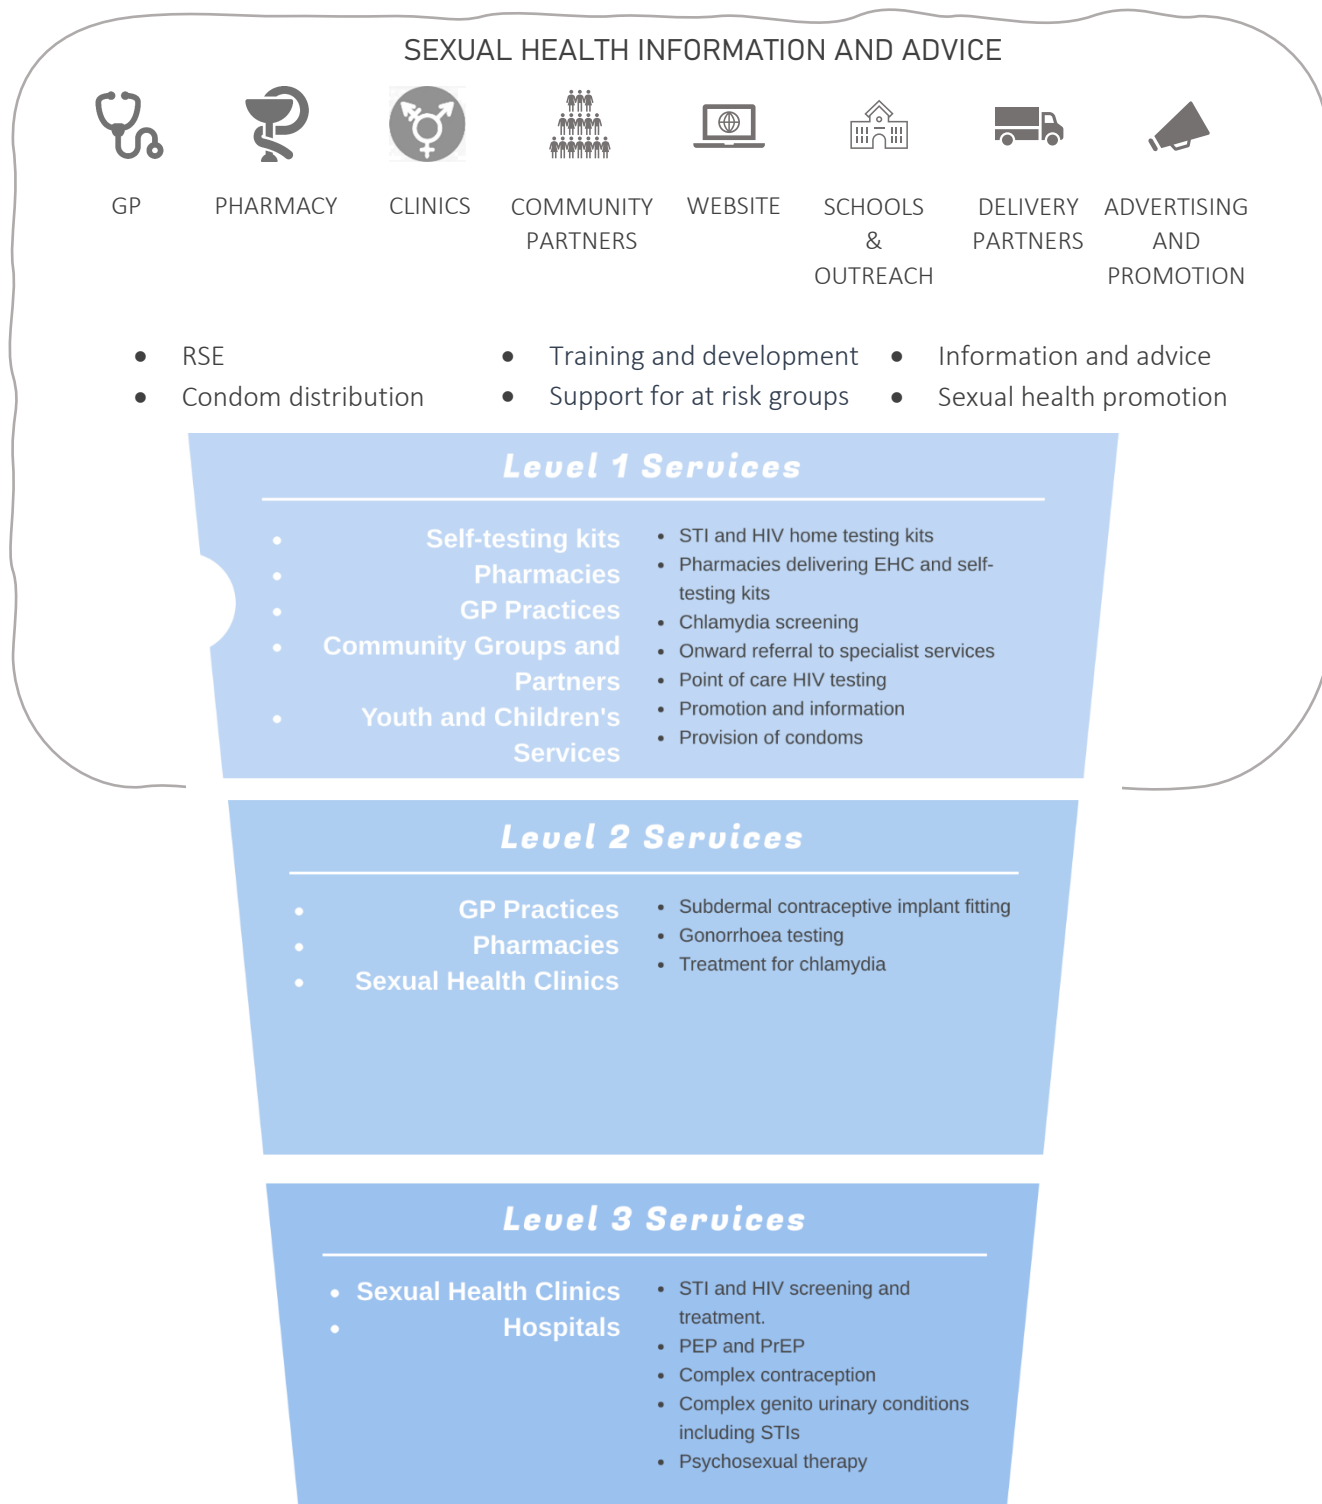 SEXUAL HEALTH INFORMATION AND ADVICE
GP
PHARMACY
CLINICS
COMMUNITY
PARTNERS
WEBSITE
SCHOOLS
&
OUTREACH
DELIVERY
PARTNERS
ADVERTISING
AND
PROMOTION
• RSE
• Condom distribution
• Training and development
• Support for at risk groups
• Information and advice
• Sexual health promotion
Level 1 Services
• Self-testing kits
• Pharmacies
• GP Practices
• Community Groups and
Partners
• Youth and Children's
Services
• STI and HIV home testing kits
• Pharmacies delivering EHC and self-
testing kits
• Chlamydia screening
• Onward referral to specialist services
• Point of care HIV testing
• Promotion and information
• Provision of condoms
Level 2 Services
• GP Practices
• Pharmacies
• Sexual Health Clinics
• Subdermal contraceptive implant fitting
• Gonorrhoea testing
• Treatment for chlamydia
Level 3 Services
• Sexual Health Clinics
• Hospitals
• STI and HIV screening and
treatment.
• PEP and PrEP
• Complex contraception
• Complex genito urinary conditions
including STIs
• Psychosexual therapy